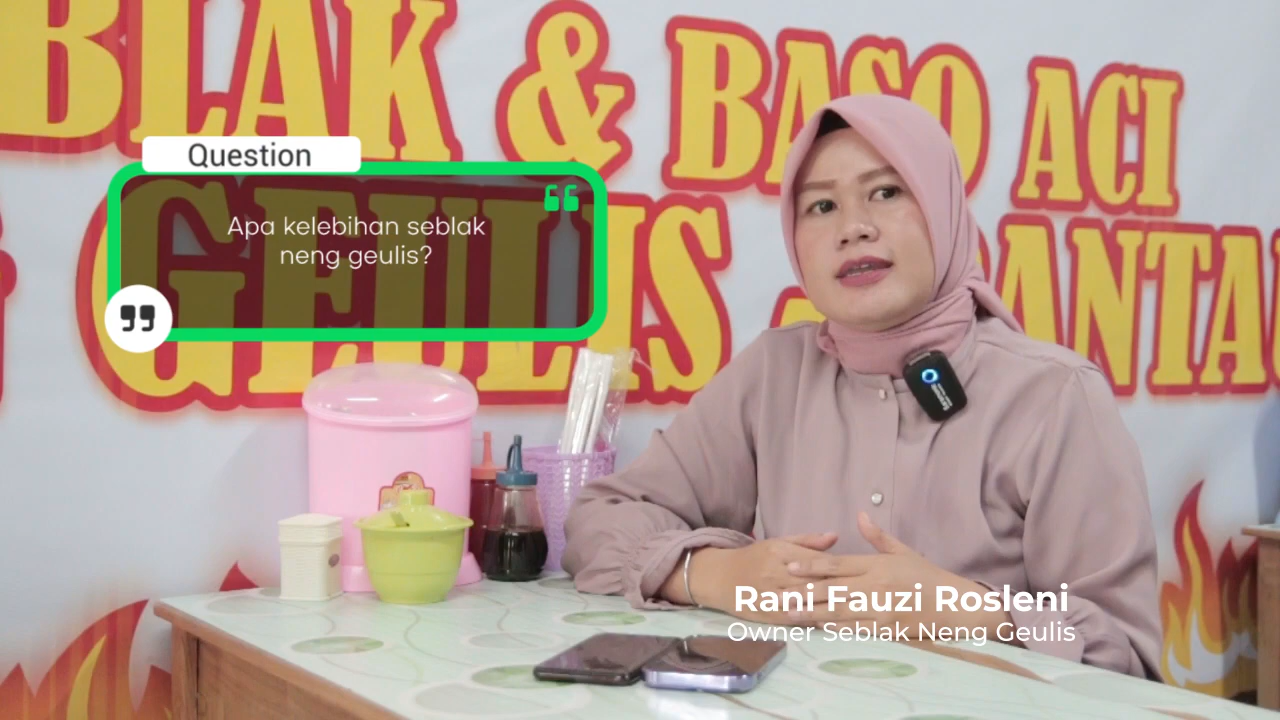 BLAK & BASO ACI
GEULIS
Question
Apa kelebihan seblak
neng geulis?
Rani Fauzi Rosleni
Owner Seblak Neng Geulis